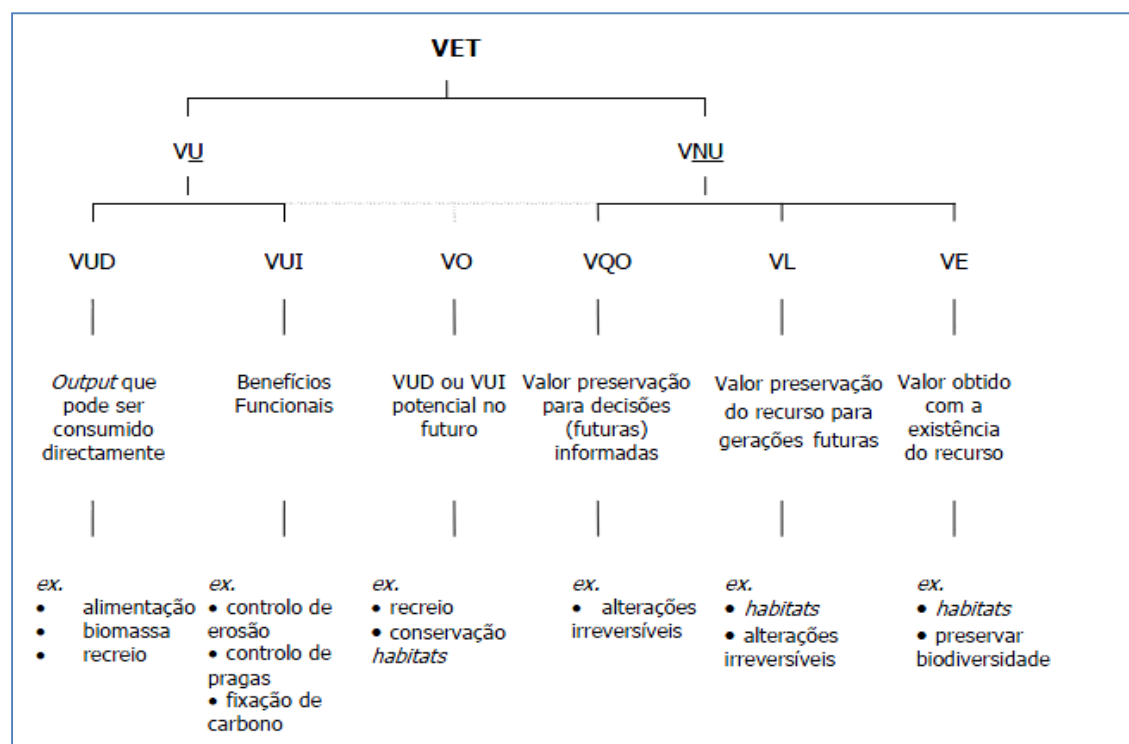 VET
VU
VNU
VUD
VUI
VO
VQO
VL
VE
Output que
pode ser
consumido
directamente
Benefícios
Funcionais
VUD ou VUI
potencial no
futuro
Valor preservação
para decisões
(futuras)
informadas
Valor preservação
do recurso para
gerações futuras
Valor obtido
com a
existência
do recurso
ex.
• alimentação
• biomassa
• recreio
ex.
• controlo de
erosão
• controlo de
pragas
• fixação de
carbono
ex.
• recreio
• conservação
habitats
ex.
• alterações
irreversíveis
ex.
• habitats
• alterações
irreversíveis
ex.
• habitats
• preservar
biodiversidade